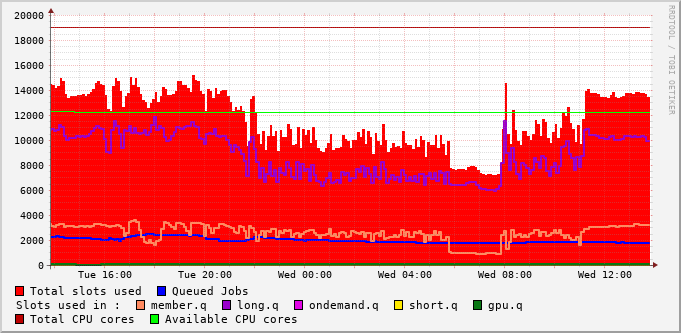 20000
18000
16000
14000
12000
10000
8000
6000
4000
2000
0
Tue 16:00 Tue 20:00 Wed 00:00 Wed 04:00 Wed 08:00 Wed 12:00
RRDTOOL / TOBI OETIKER
Total slots used Queued Jobs
Slots used in : member.q long.q ondemand.q short.q gpu.q
Total CPU cores Available CPU cores